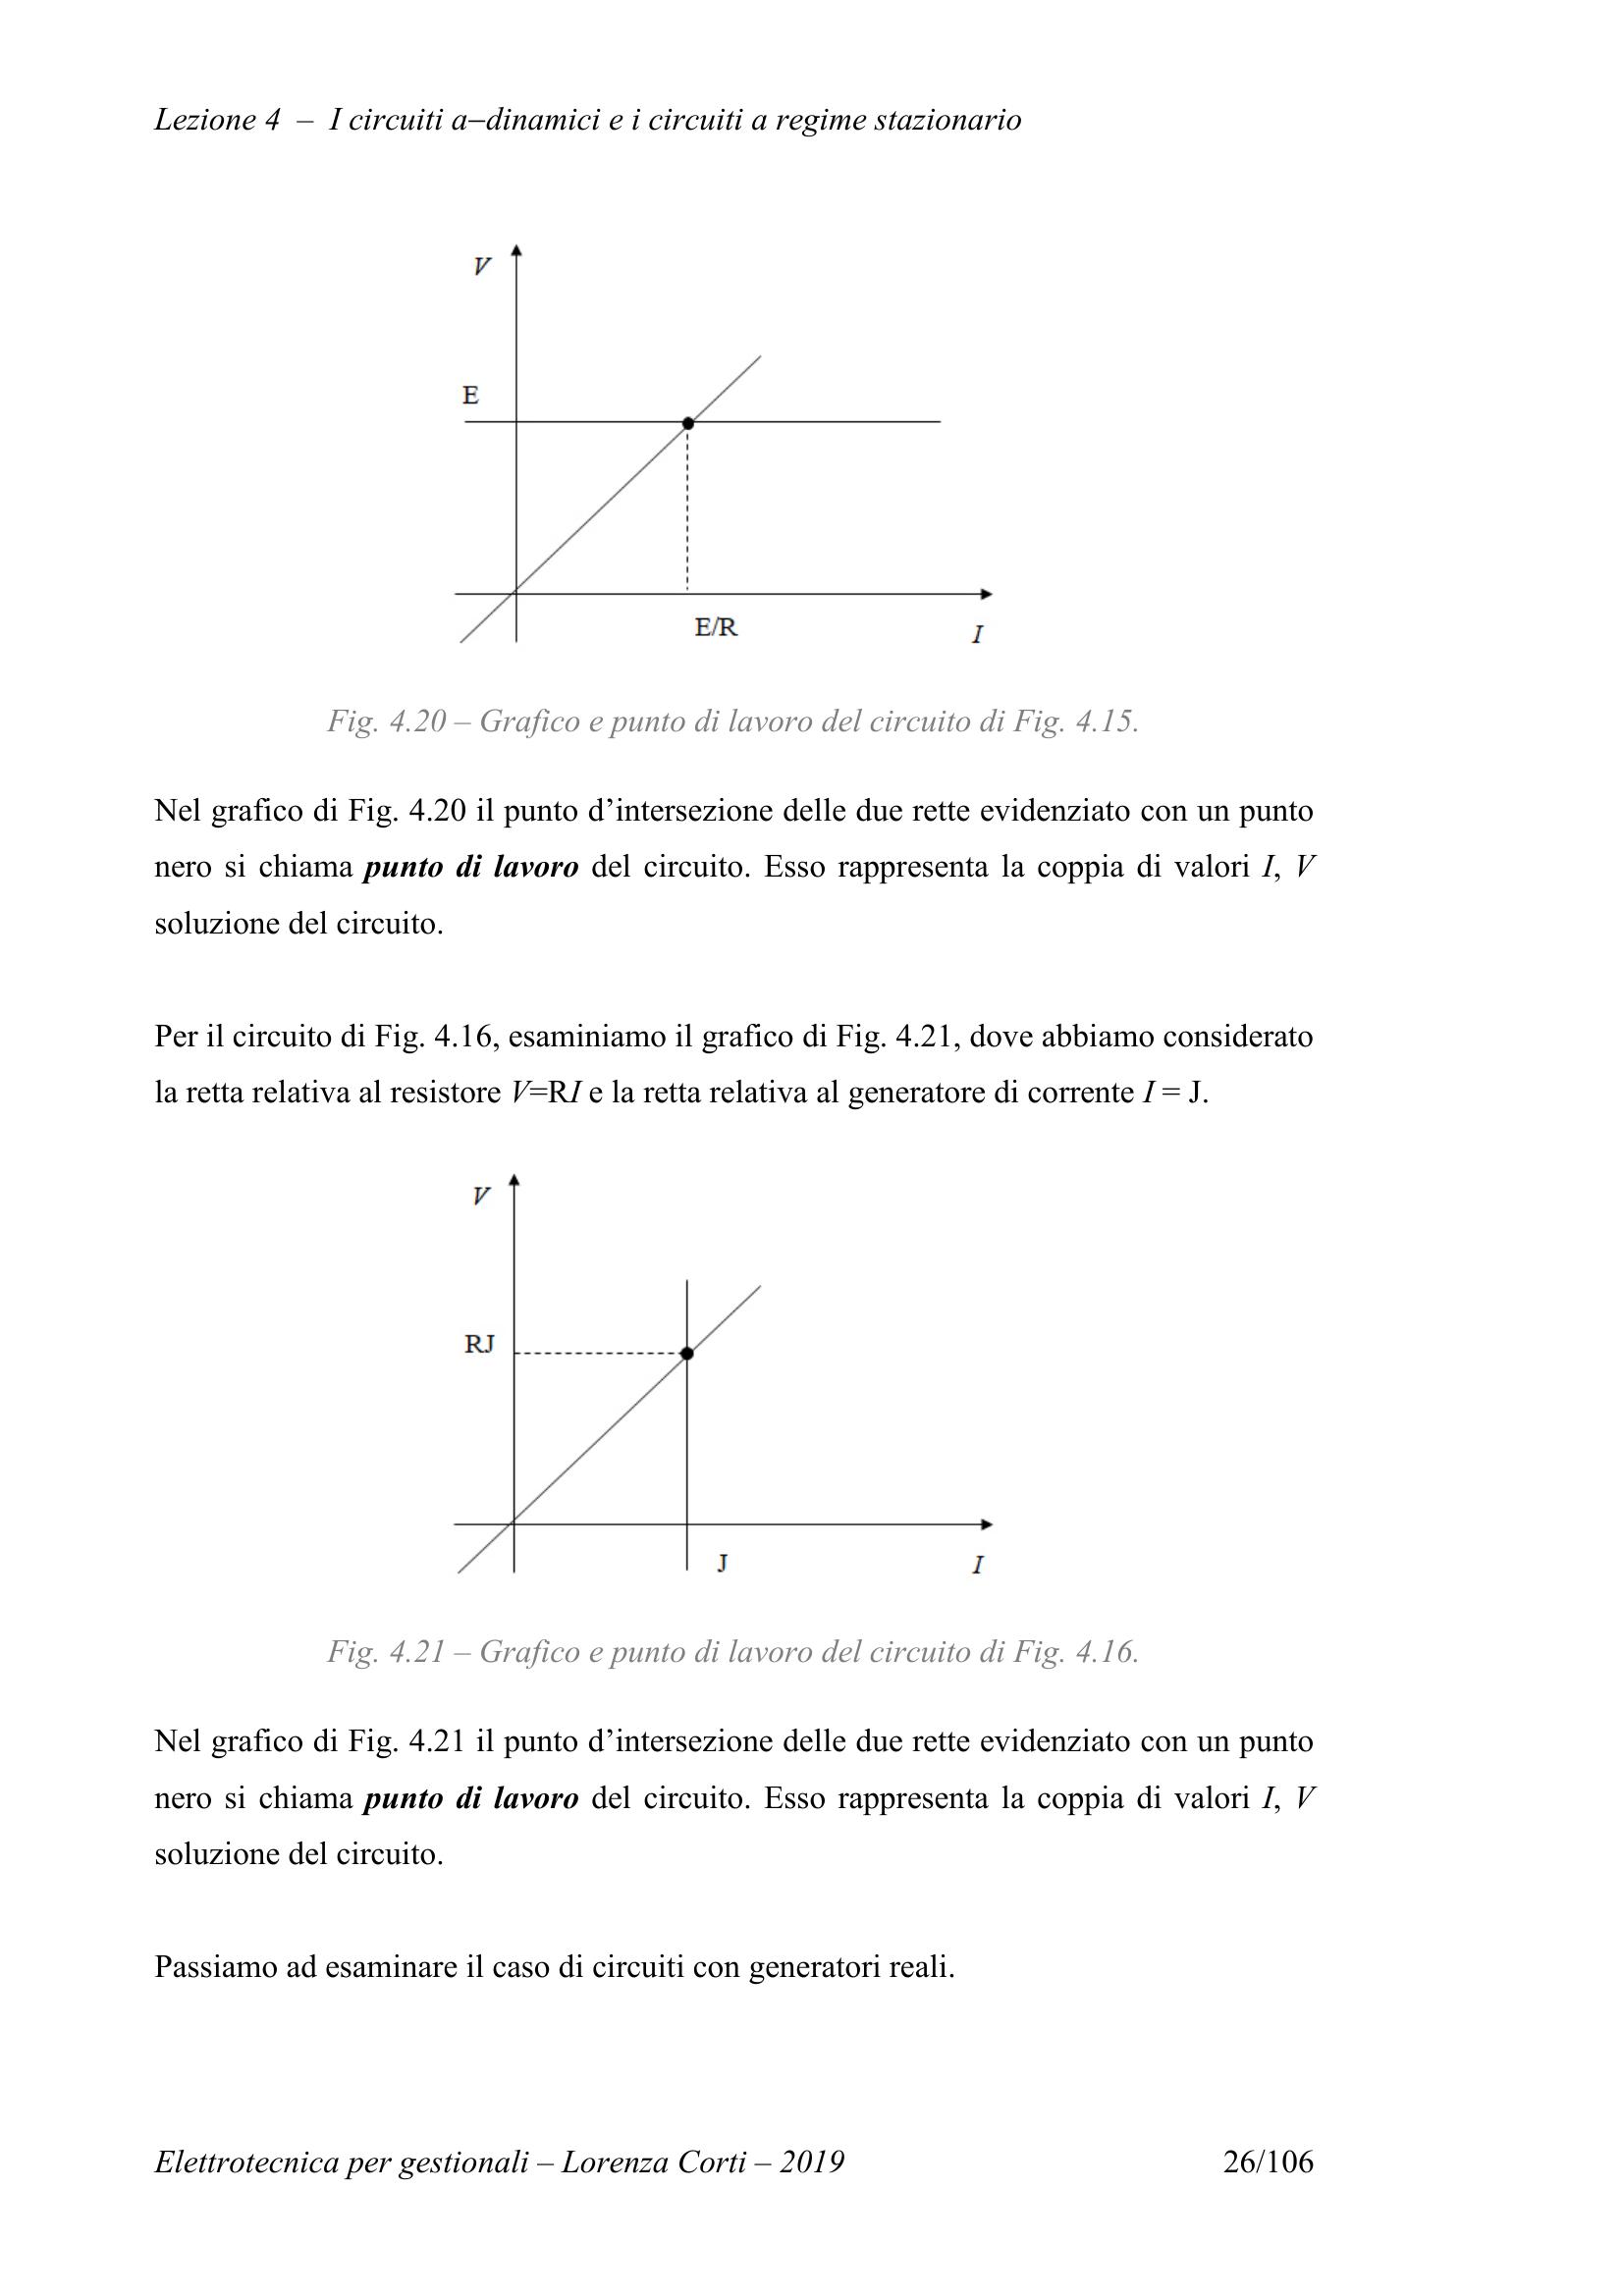 Lezione 4 – I circuiti a–dinamici e i circuiti a regime stazionario
V
E
E/R
I
Fig. 4.20 – Grafico e punto di lavoro del circuito di Fig. 4.15.
Nel grafico di Fig. 4.20 il punto d’intersezione delle due rette evidenziato con un punto
nero si chiama punto di lavoro del circuito. Esso rappresenta la coppia di valori I, V
soluzione del circuito.
Per il circuito di Fig. 4.16, esaminiamo il grafico di Fig. 4.21, dove abbiamo considerato
la retta relativa al resistore V=RI e la retta relativa al generatore di corrente I = J.
V
RJ
J
I
Fig. 4.21 – Grafico e punto di lavoro del circuito di Fig. 4.16.
Nel grafico di Fig. 4.21 il punto d’intersezione delle due rette evidenziato con un punto
nero si chiama punto di lavoro del circuito. Esso rappresenta la coppia di valori I, V
soluzione del circuito.
Passiamo ad esaminare il caso di circuiti con generatori reali.
Elettrotecnica per gestionali – Lorenza Corti – 2019 26/106